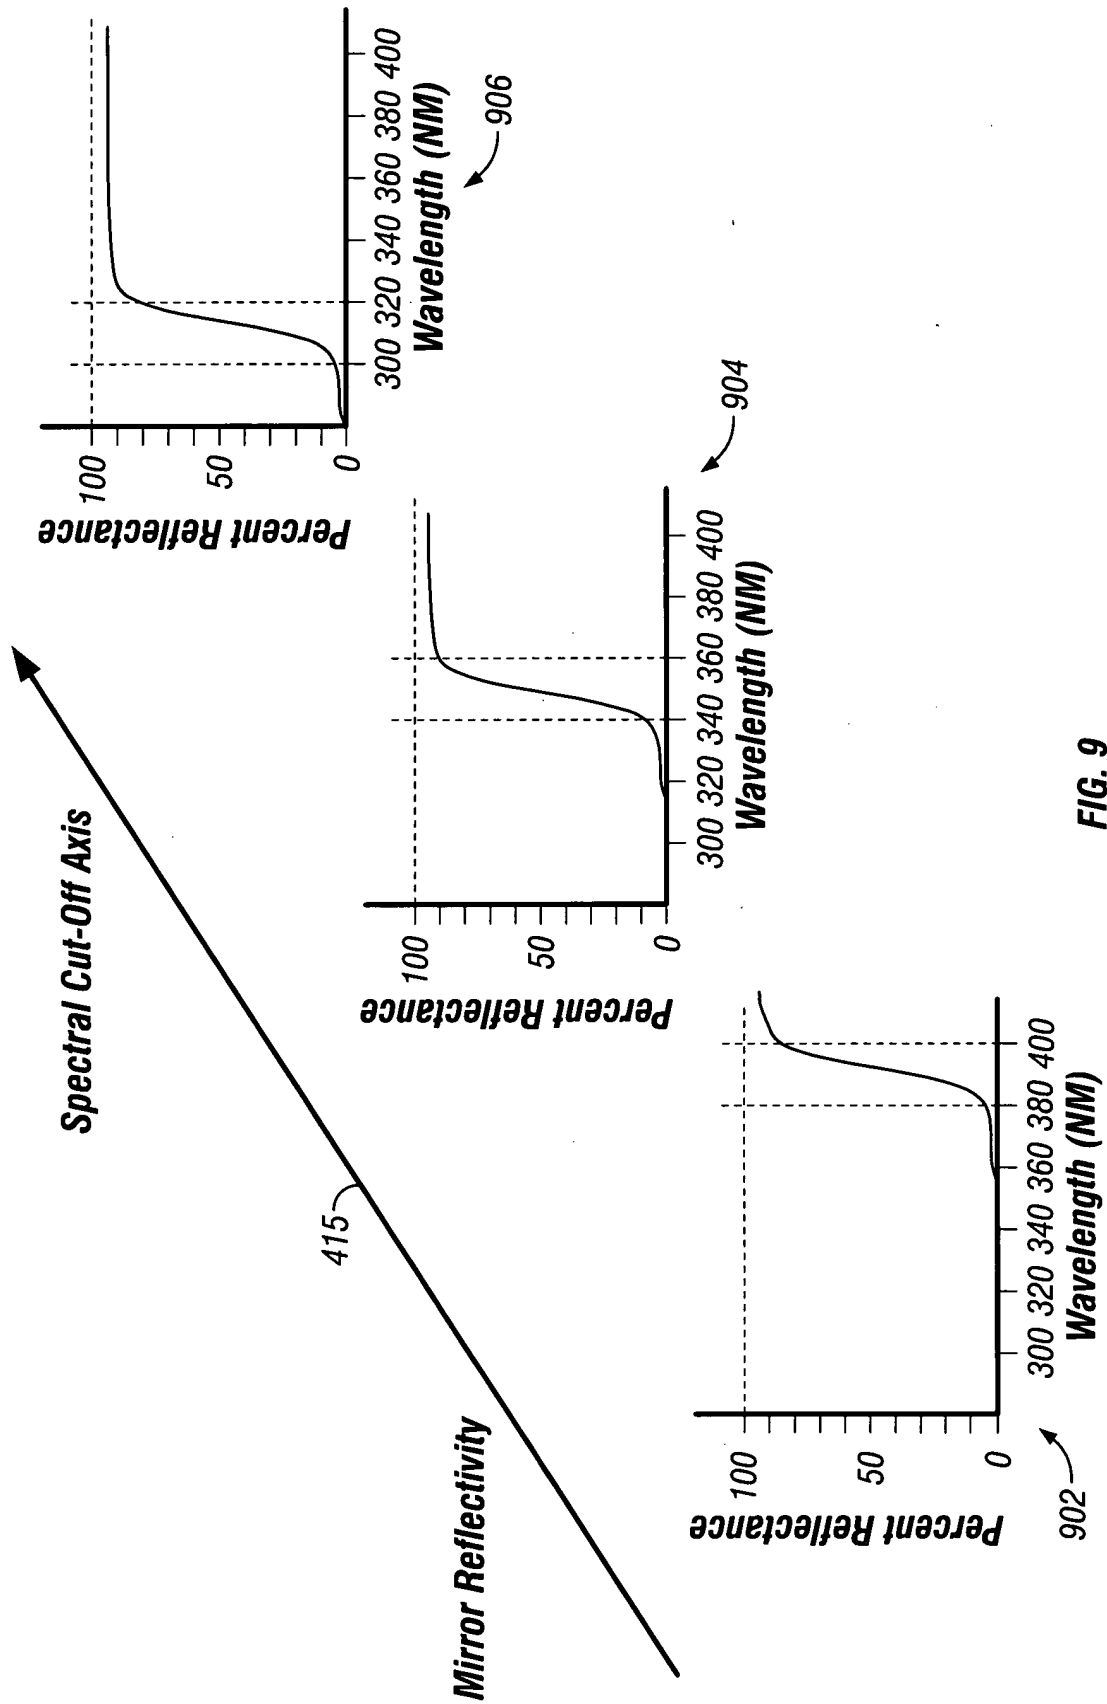 Mirror Reflectivity
Spectral Cut-Off Axis
415
Percent Reflectance
100
50
0
300 320 340 360 380 400
Wavelength (NM)
902
Percent Reflectance
100
50
0
300 320 340 360 380 400
Wavelength (NM)
904
Percent Reflectance
100
50
0
300 320 340 360 380 400
Wavelength (NM)
906
FIG. 9